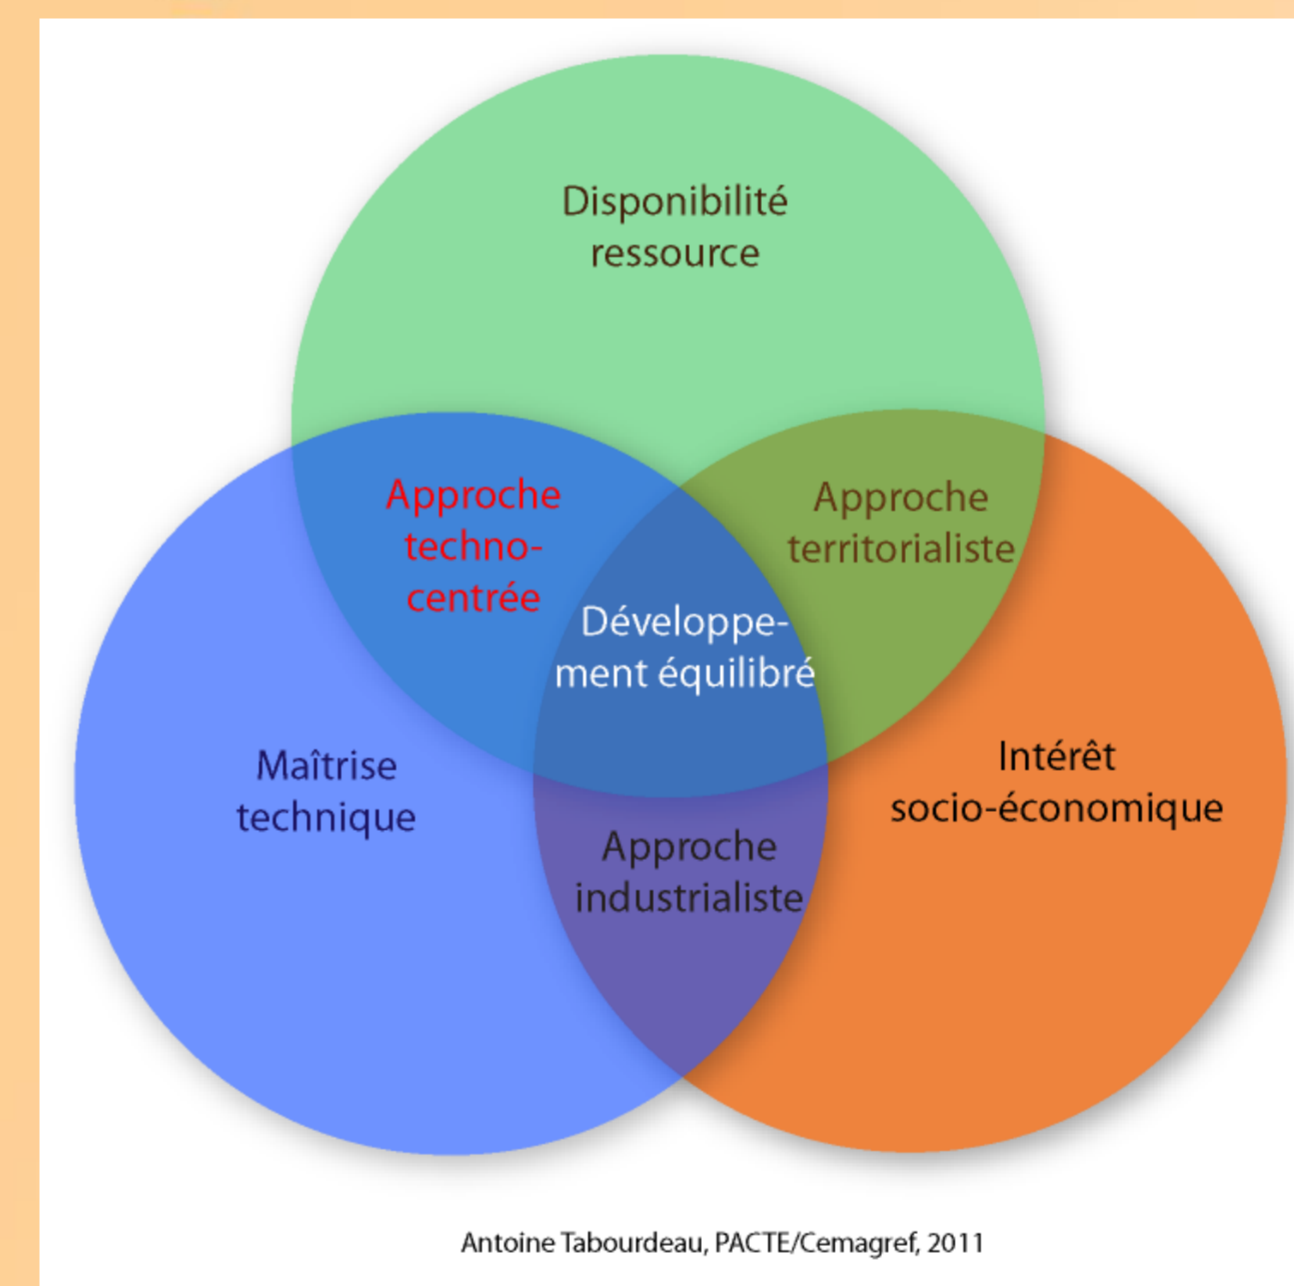 Disponibilité
ressource
Approche
techno-
centrée
Approche
territorialiste
Développe-
ment équilibré
Maîtrise
technique
Intérêt
socio-économique
Approche
industrialiste
Antoine Tabourdeau, PACTE/Cemagref, 2011